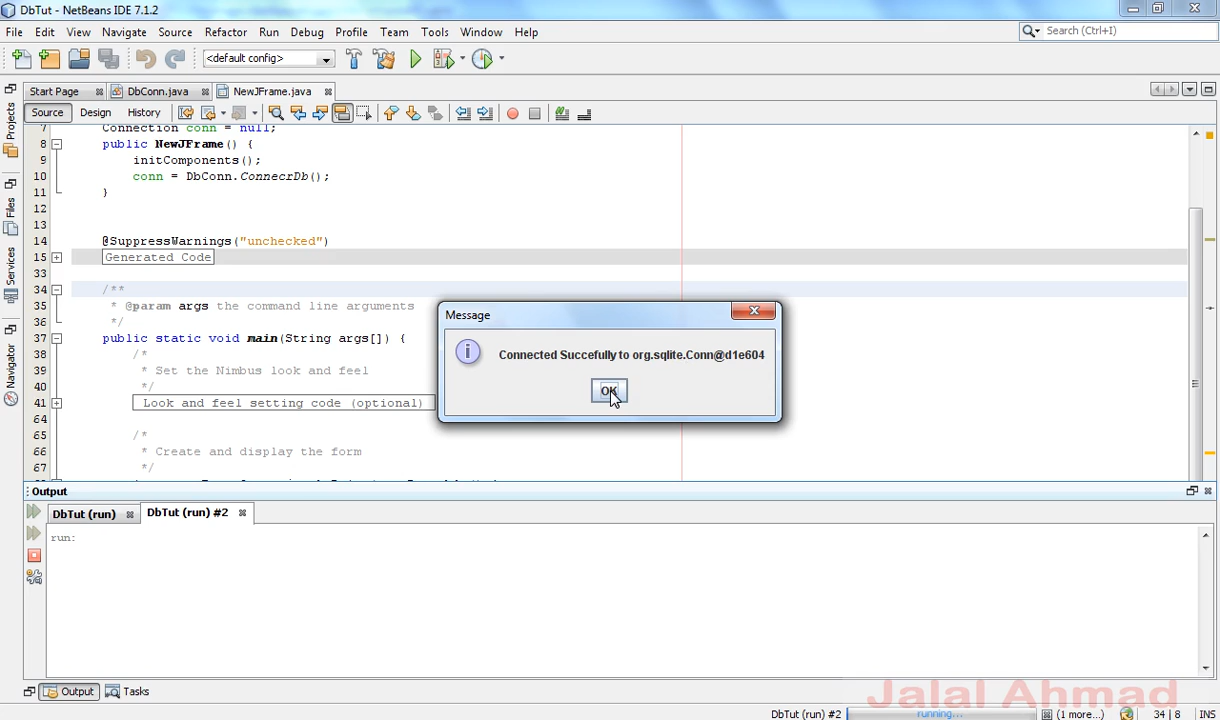 DbTut - NetBeans IDE 7.1.2
File Edit View Navigate Source Refactor Run Debug Profile Team Tools Window Help
Search (Ctrl+I)
<default config>
Start Page DbConn.java NewJFrame.java
Source Design History
Projects
Files
Services
Navigator
7 Connection conn = null;
8 public NewJFrame() {
9 initComponents();
10 conn = DbConn.ConnecrDb();
11 }
12
13
14 @SuppressWarnings("unchecked")
15 Generated Code
33
34 /**
35 * @param args the command line arguments
36 */
37 public static void main(String args[]) {
38 /*
39 * Set the Nimbus look and feel
40 */
41 Look and feel setting code (optional)
64
65 /*
66 * Create and display the form
67 */
Message
Connected Succefully to org.sqlite.Conn@d1e604
OK
Output
DbTut (run) DbTut (run) #2
run:
Output Tasks
Jalal Ahmad
DbTut (run) #2 running... (1 more...) 34 | 8 INS